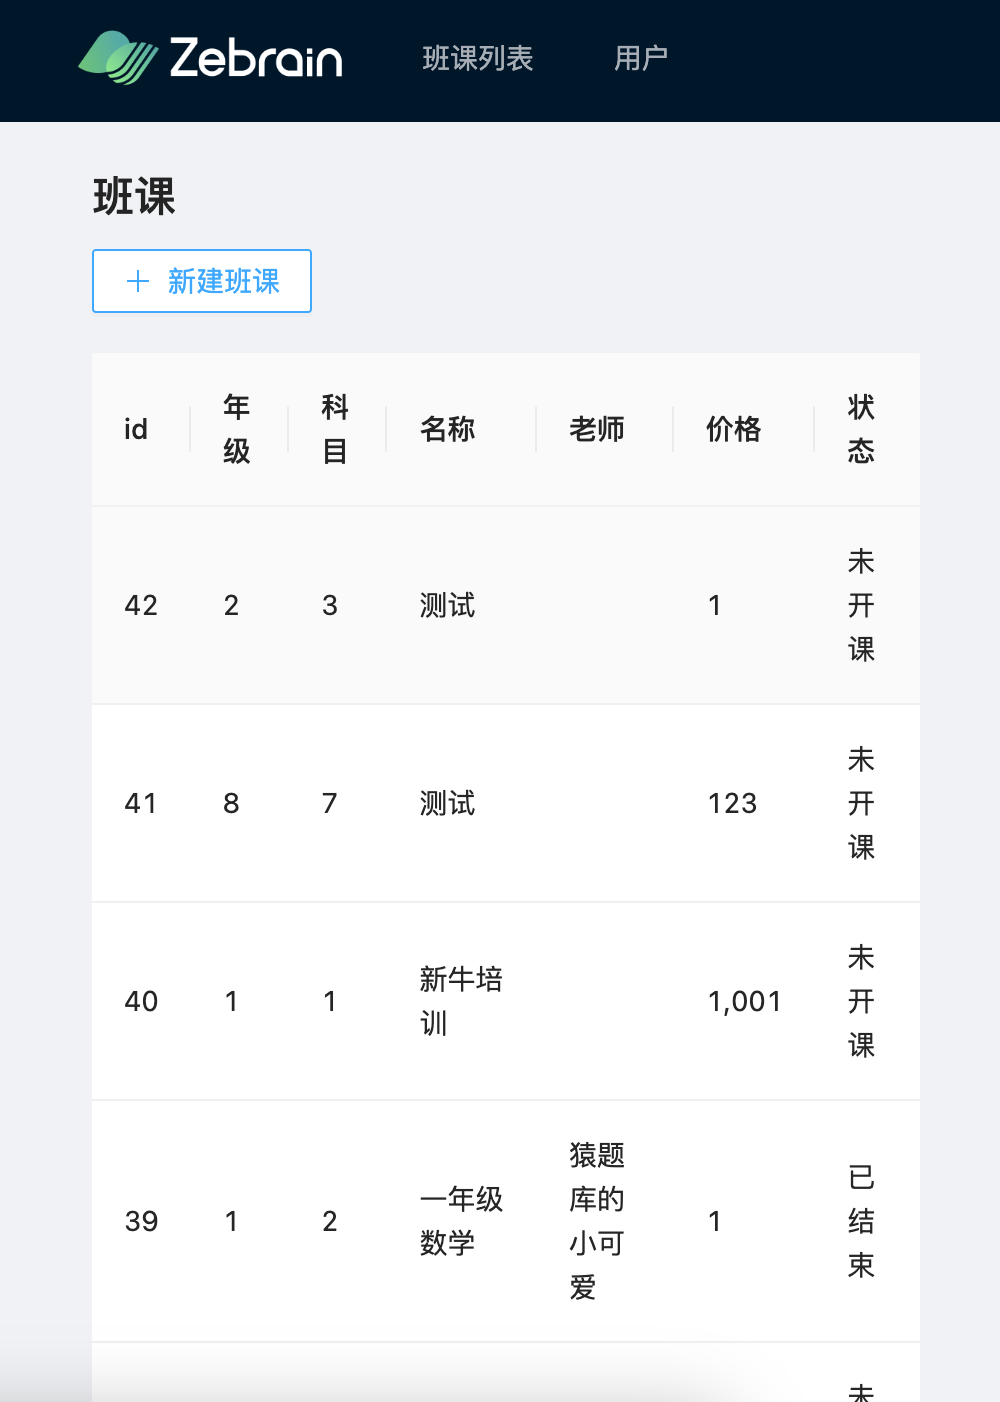 Zebrain 班课列表 用户
班课
+ 新建班课
id 年级 科目 名称 老师 价格 状态
42 2 3 测试 1 未开课
41 8 7 测试 123 未开课
40 1 1 新牛培训 1,001 未开课
39 1 2 一年级数学 猿题库的小可爱 1 已结束
未